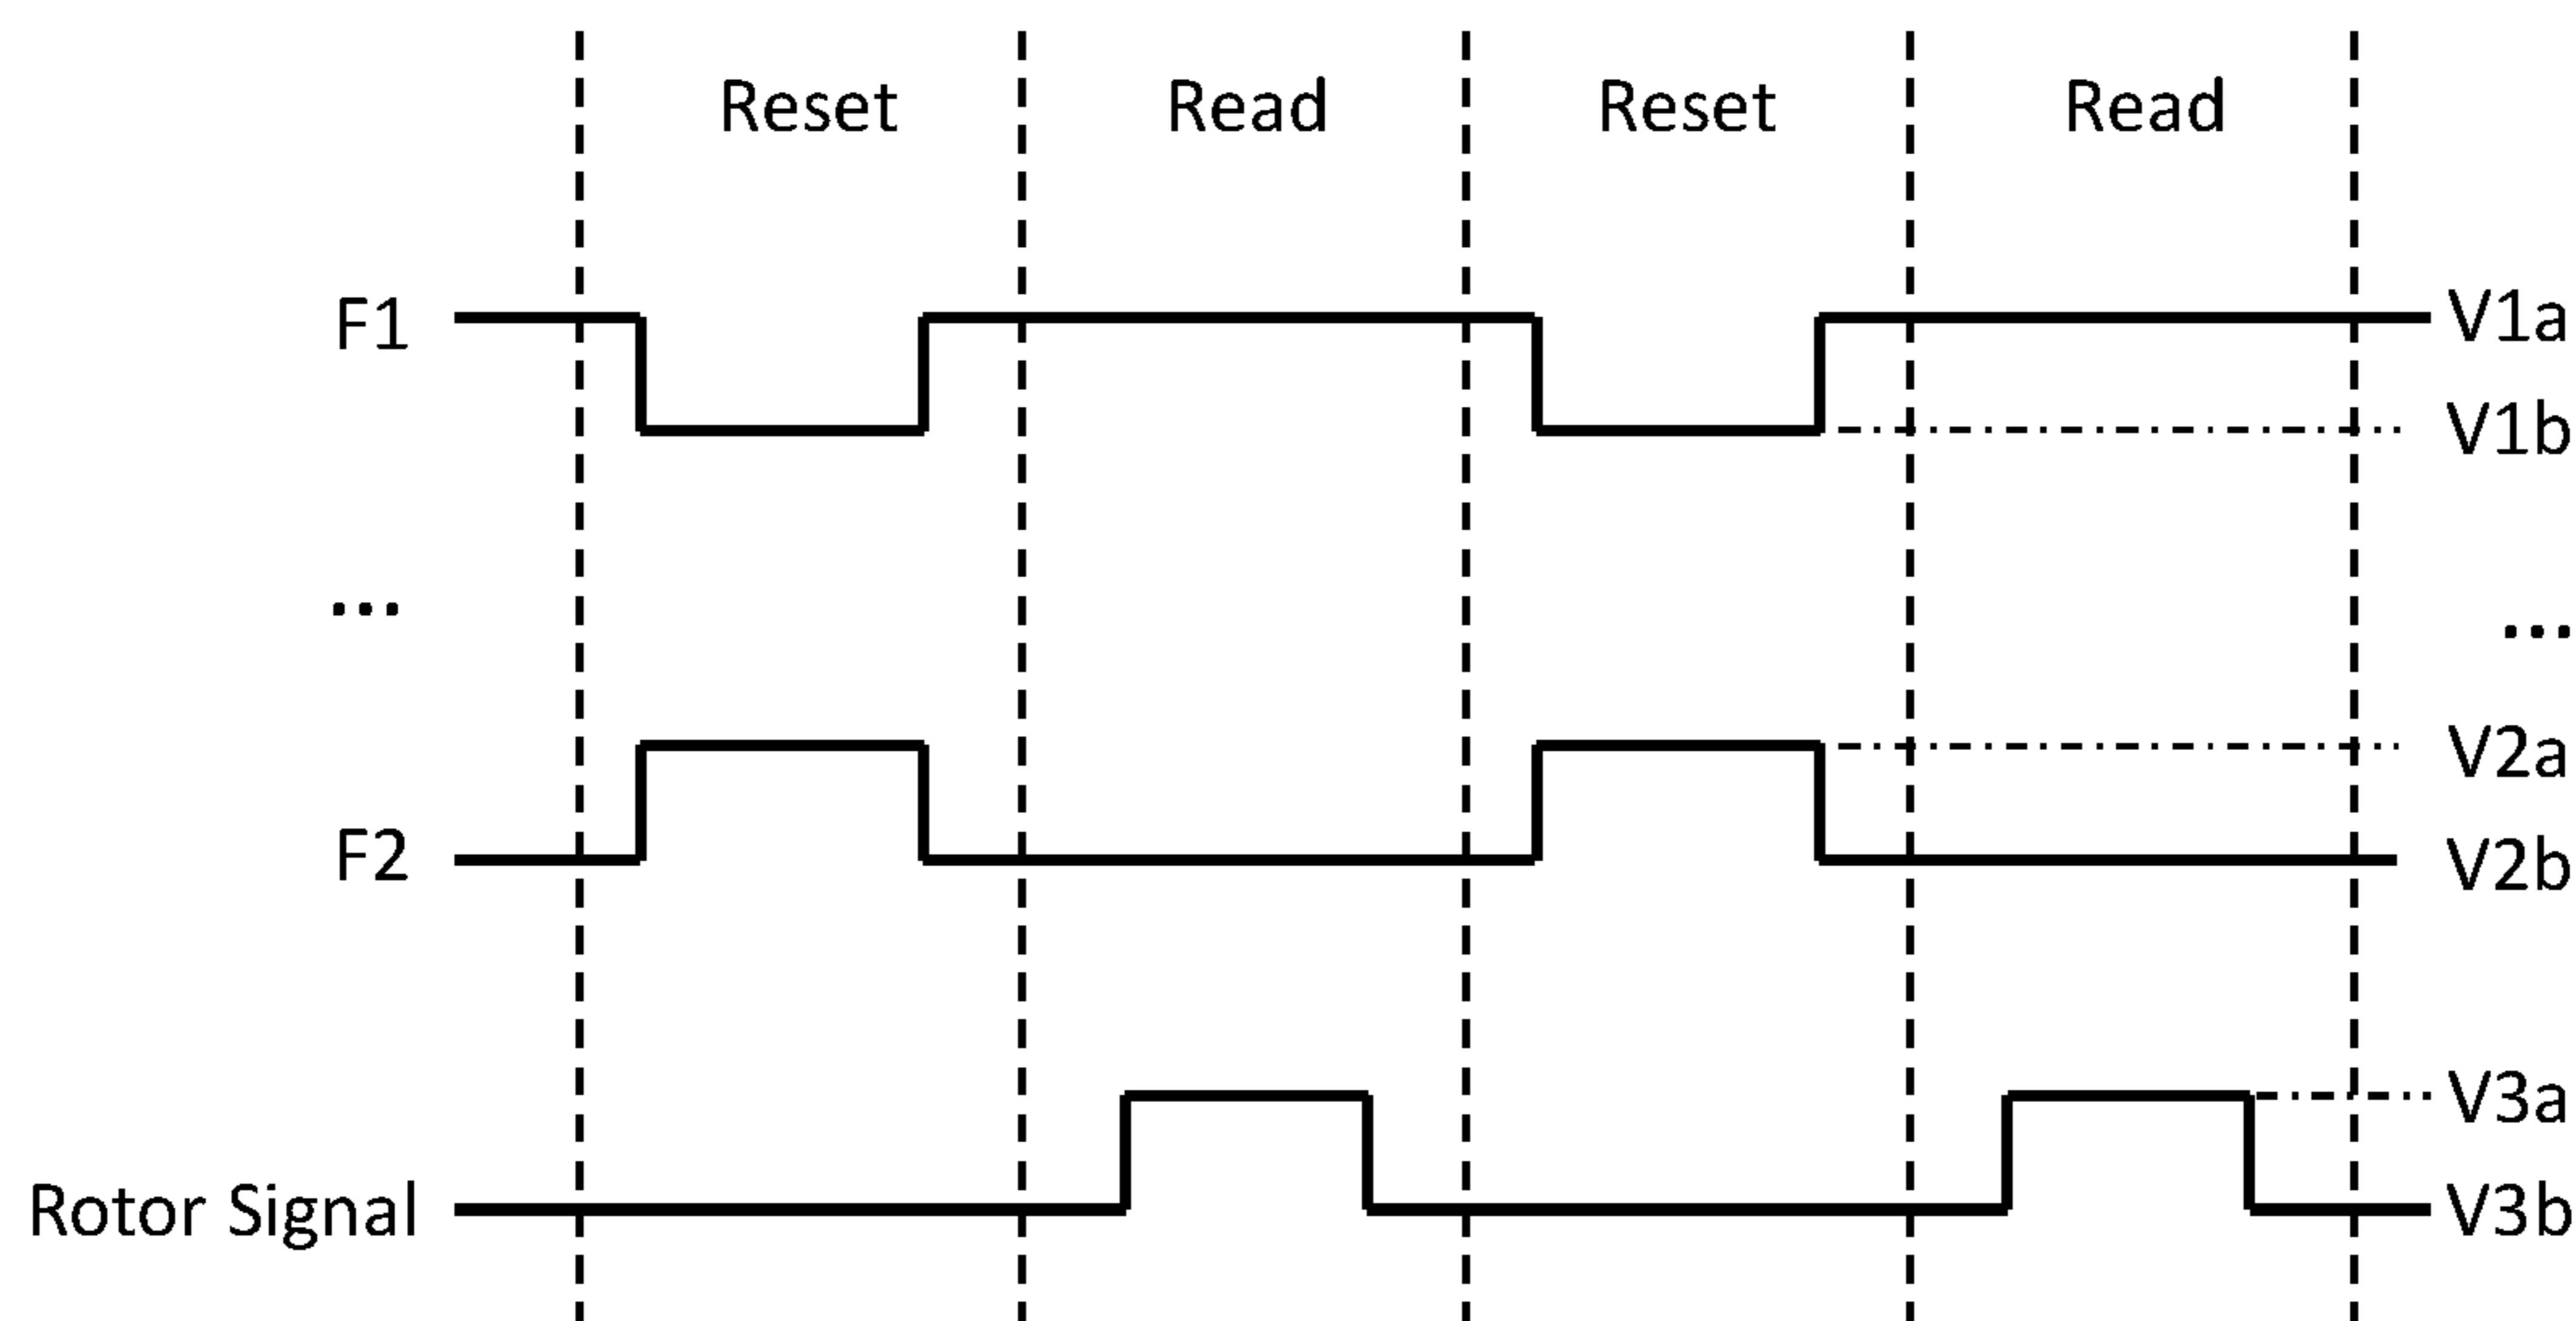 Reset Read Reset Read
F1 V1a
V1b
... ...
V2a
F2 V2b
V3a
Rotor Signal V3b